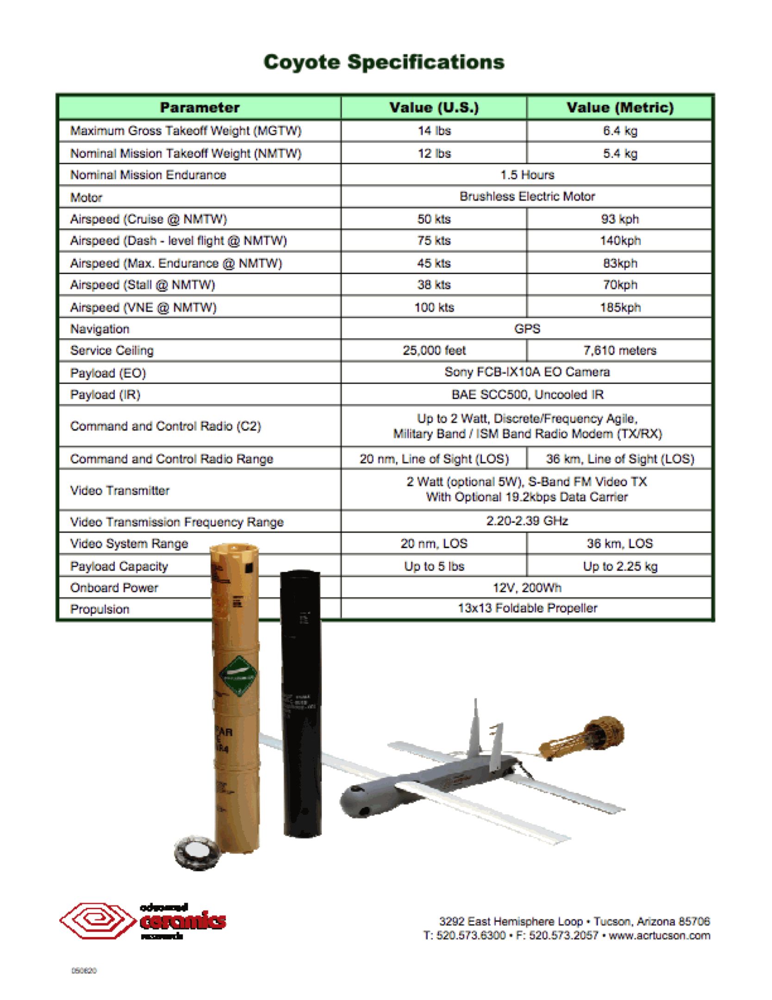 Coyote Specifications
Parameter Value (U.S.) Value (Metric)
Maximum Gross Takeoff Weight (MGTW) 14 lbs 6.4 kg
Nominal Mission Takeoff Weight (NMTW) 12 lbs 5.4 kg
Nominal Mission Endurance 1.5 Hours
Motor Brushless Electric Motor
Airspeed (Cruise @ NMTW) 50 kts 93 kph
Airspeed (Dash - level flight @ NMTW) 75 kts 140kph
Airspeed (Max. Endurance @ NMTW) 45 kts 83kph
Airspeed (Stall @ NMTW) 38 kts 70kph
Airspeed (VNE @ NMTW) 100 kts 185kph
Navigation GPS
Service Ceiling 25,000 feet 7,610 meters
Payload (EO) Sony FCB-IX10A EO Camera
Payload (IR) BAE SCC500, Uncooled IR
Command and Control Radio (C2) Up to 2 Watt, Discrete/Frequency Agile,
Military Band / ISM Band Radio Modem (TX/RX)
Command and Control Radio Range 20 nm, Line of Sight (LOS) 36 km, Line of Sight (LOS)
Video Transmitter 2 Watt (optional 5W), S-Band FM Video TX
With Optional 19.2kbps Data Carrier
Video Transmission Frequency Range 2.20-2.39 GHz
Video System Range 20 nm, LOS 36 km, LOS
Payload Capacity Up to 5 lbs Up to 2.25 kg
Onboard Power 12V, 200Wh
Propulsion 13x13 Foldable Propeller
advanced
ceramics
research
3292 East Hemisphere Loop • Tucson, Arizona 85706
T: 520.573.6300 • F: 520.573.2057 • www.acrtucson.com
050620